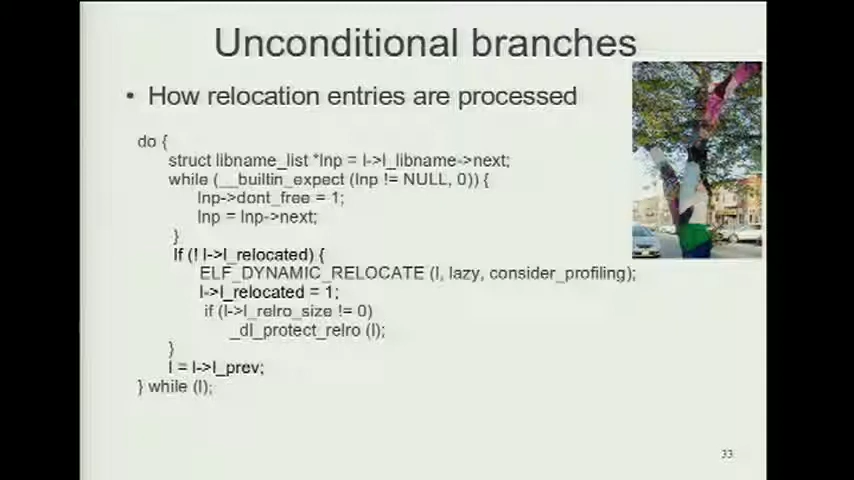 Unconditional branches
• How relocation entries are processed
do {
struct libname_list *lnp = l->l_libname->next;
while (__builtin_expect (lnp != NULL, 0)) {
lnp->dont_free = 1;
lnp = lnp->next;
}
If (! l->l_relocated) {
ELF_DYNAMIC_RELOCATE (l, lazy, consider_profiling);
l->l_relocated = 1;
if (l->l_relro_size != 0)
_dl_protect_relro (l);
}
l = l->l_prev;
} while (l);
33